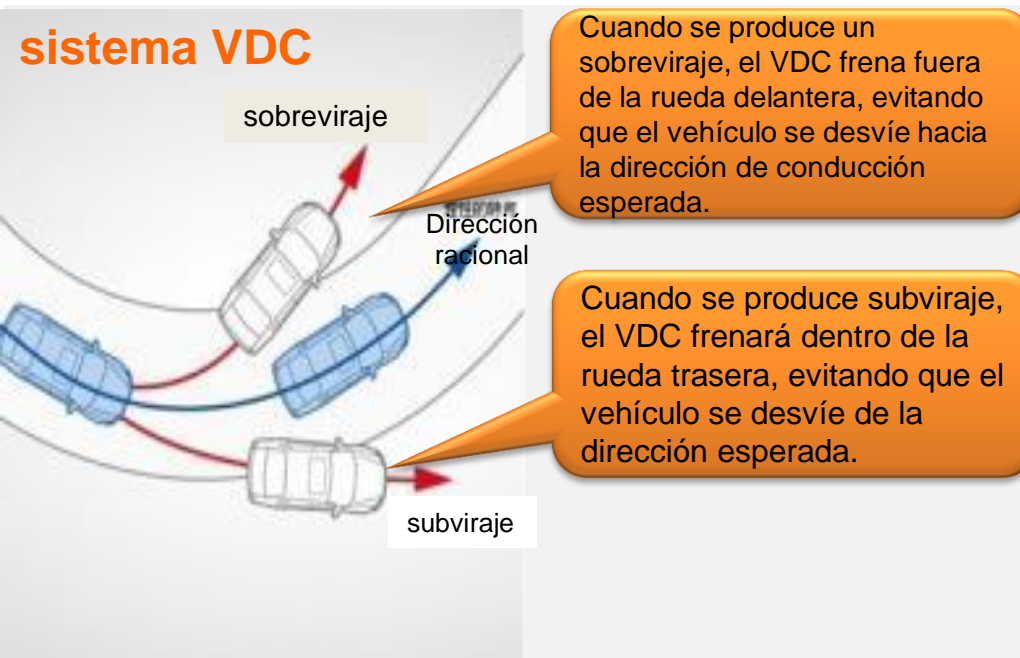 sistema VDC
sobreviraje
Cuando se produce un
sobreviraje, el VDC frena fuera
de la rueda delantera, evitando
que el vehículo se desvíe hacia
la dirección de conducción
esperada.
Dirección
racional
Cuando se produce subviraje,
el VDC frenará dentro de la
rueda trasera, evitando que el
vehículo se desvíe de la
dirección esperada.
subviraje